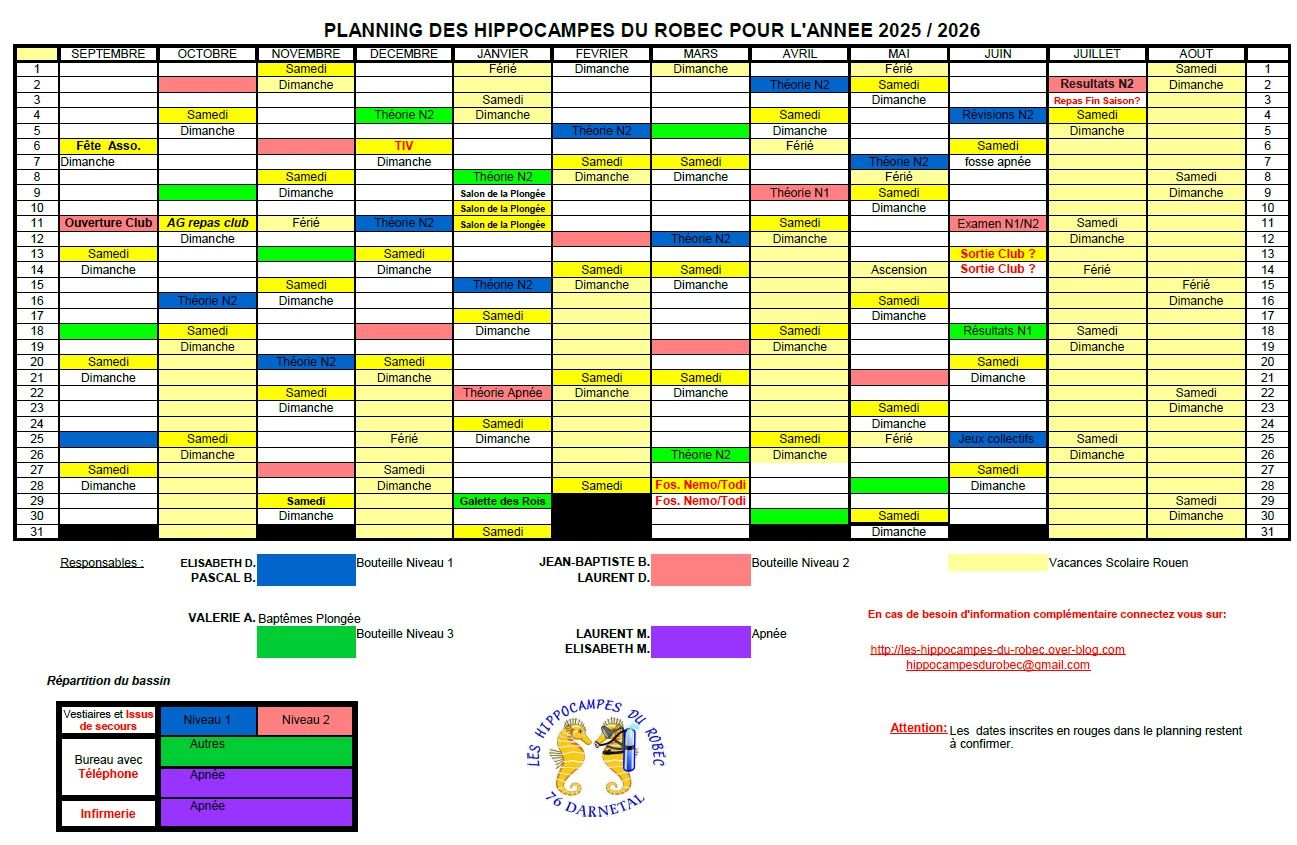 PLANNING DES HIPPOCAMPES DU ROBEC POUR L'ANNEE 2025 / 2026
SEPTEMBRE OCTOBRE NOVEMBRE DECEMBRE JANVIER FEVRIER MARS AVRIL MAI JUIN JUILLET AOUT
1 Samedi Férié Dimanche Dimanche Férié Samedi 1
2 Dimanche Théorie N2 Samedi Resultats N2 Dimanche 2
3 Samedi Dimanche Repas Fin Saison? 3
4 Samedi Théorie N2 Dimanche Samedi Révisions N2 Samedi 4
5 Dimanche Théorie N2 Dimanche Dimanche 5
6 Fête Asso. TIV Férié Samedi 6
7 Dimanche Dimanche Samedi Samedi Théorie N2 fosse apnée 7
8 Samedi Théorie N2 Dimanche Dimanche Férié Samedi 8
9 Dimanche Salon de la Plongée Théorie N1 Samedi Dimanche 9
10 Salon de la Plongée Dimanche 10
11 Ouverture Club AG repas club Férié Théorie N2 Salon de la Plongée Samedi Examen N1/N2 Samedi 11
12 Dimanche Théorie N2 Dimanche Dimanche 12
13 Samedi Samedi Sortie Club ? 13
14 Dimanche Dimanche Samedi Samedi Ascension Sortie Club ? Férié 14
15 Samedi Théorie N2 Dimanche Dimanche Férié 15
16 Théorie N2 Dimanche Samedi Dimanche 16
17 Samedi Dimanche 17
18 Samedi Dimanche Samedi Résultats N1 Samedi 18
19 Dimanche Dimanche Dimanche 19
20 Samedi Théorie N2 Samedi Samedi 20
21 Dimanche Dimanche Samedi Samedi Dimanche 21
22 Samedi Théorie Apnée Dimanche Dimanche Samedi 22
23 Dimanche Samedi Dimanche 23
24 Samedi Dimanche 24
25 Samedi Férié Dimanche Samedi Férié Jeux collectifs Samedi 25
26 Dimanche Théorie N2 Dimanche Dimanche 26
27 Samedi Samedi Samedi 27
28 Dimanche Dimanche Samedi Fos. Nemo/Todi Dimanche 28
29 Samedi Galette des Rois Fos. Nemo/Todi Samedi 29
30 Dimanche Samedi Dimanche 30
31 Samedi Dimanche 31
Responsables : ELISABETH D. Bouteille Niveau 1 JEAN-BAPTISTE B. Bouteille Niveau 2 Vacances Scolaire Rouen
PASCAL B. LAURENT D.
VALERIE A. Baptêmes Plongée
Bouteille Niveau 3 LAURENT M. Apnée
ELISABETH M.
En cas de besoin d'information complémentaire connectez vous sur:
http://les-hippocampes-du-robec.over-blog.com
hippocampesdurobec@gmail.com
Répartition du bassin
Vestiaires et Issus
de secours
Niveau 1 Niveau 2
Autres
Bureau avec
Téléphone
Apnée
Infirmerie
Apnée
LES HIPPOCAMPES DU ROBEC
76 DARNETAL
Attention: Les dates inscrites en rouges dans le planning restent
à confirmer.